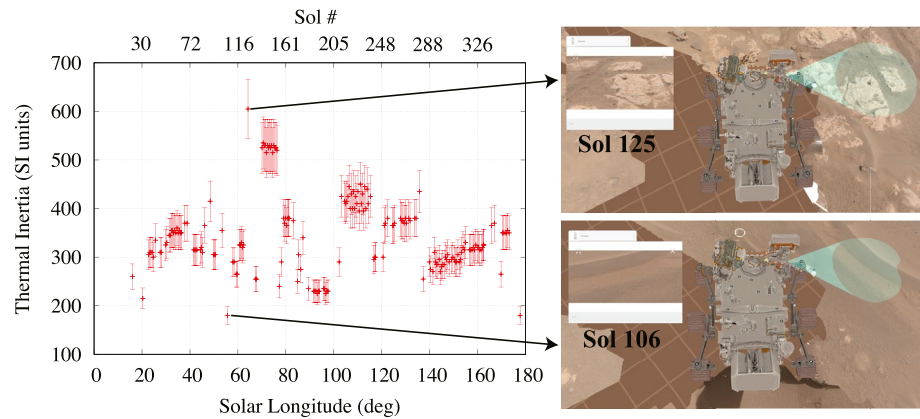 Sol #
30 72 116 161 205 248 288 326
700
600
500
400
300
200
100
Thermal Inertia (SI units)
0 20 40 60 80 100 120 140 160 180
Solar Longitude (deg)
Sol 125
Sol 106